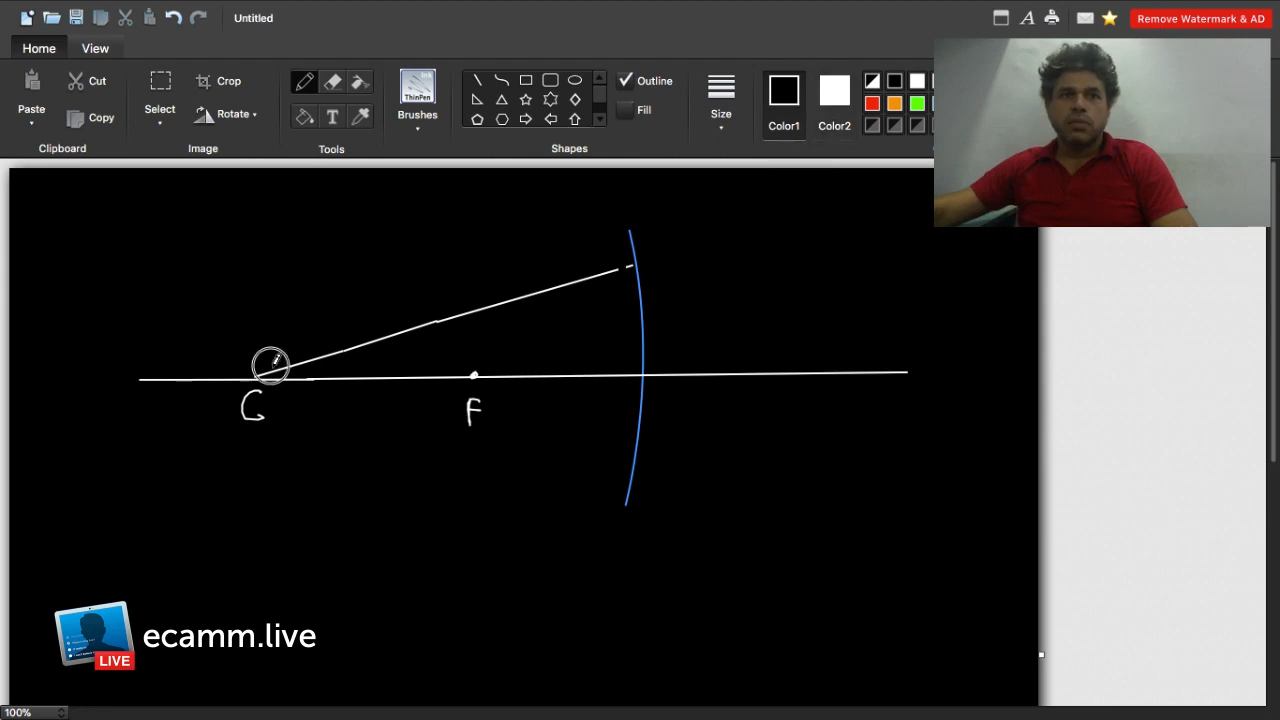 Untitled
Remove Watermark & AD
Home View
Paste
Cut
Copy
Clipboard
Select
Crop
Rotate
Image
T
Tools
Ink
ThinPen
Brushes
Outline
Fill
Shapes
Size
Color1
Color2
A
C
F
LIVE
ecamm.live
100%